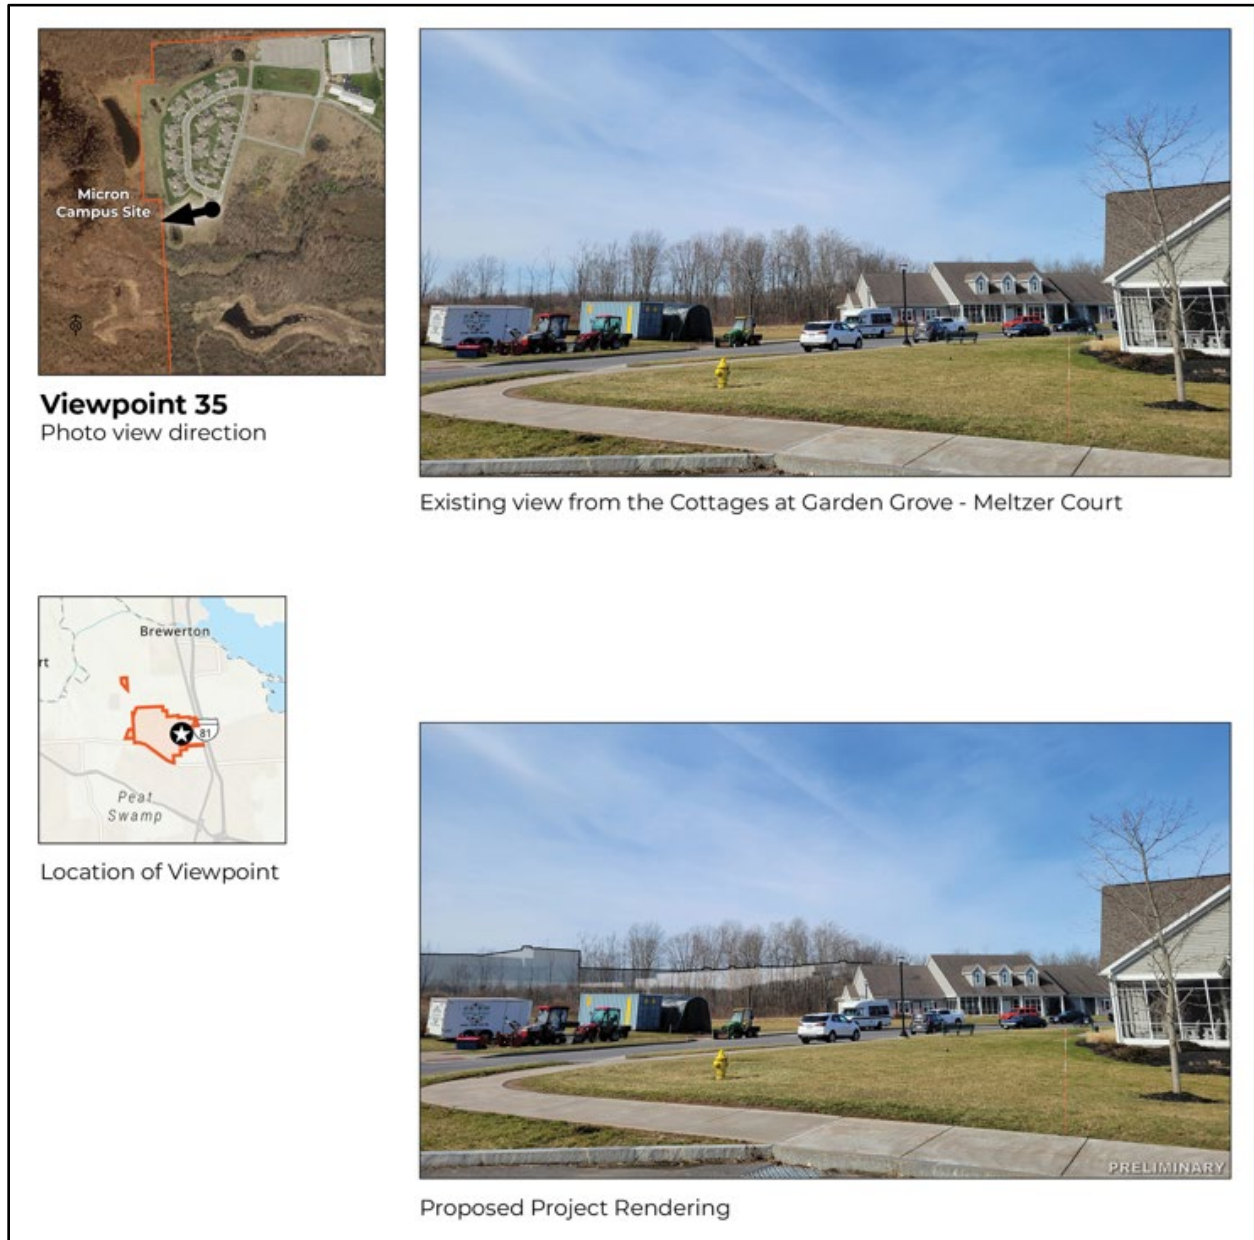 Micron
Campus Site
Viewpoint 35
Photo view direction
Existing view from the Cottages at Garden Grove - Meltzer Court
Brewerton
rt
81
Peat
Swamp
Location of Viewpoint
PRELIMINARY
Proposed Project Rendering